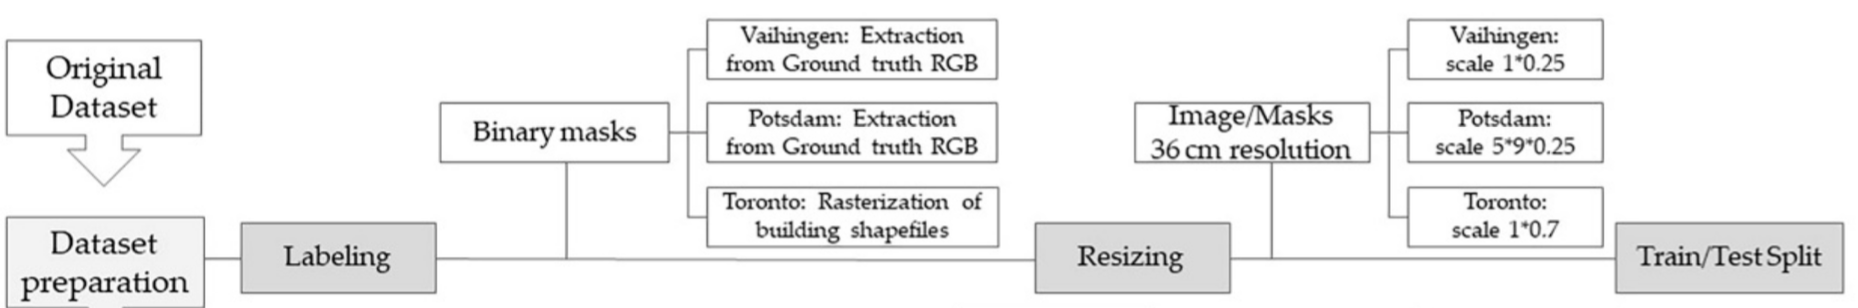 Original
Dataset
Dataset
preparation
Labeling
Binary masks
Vaihingen: Extraction
from Ground truth RGB
Potsdam: Extraction
from Ground truth RGB
Toronto: Rasterization of
building shapefiles
Resizing
Image/Masks
36 cm resolution
Vaihingen:
scale 1*0.25
Potsdam:
scale 5*9*0.25
Toronto:
scale 1*0.7
Train/Test Split